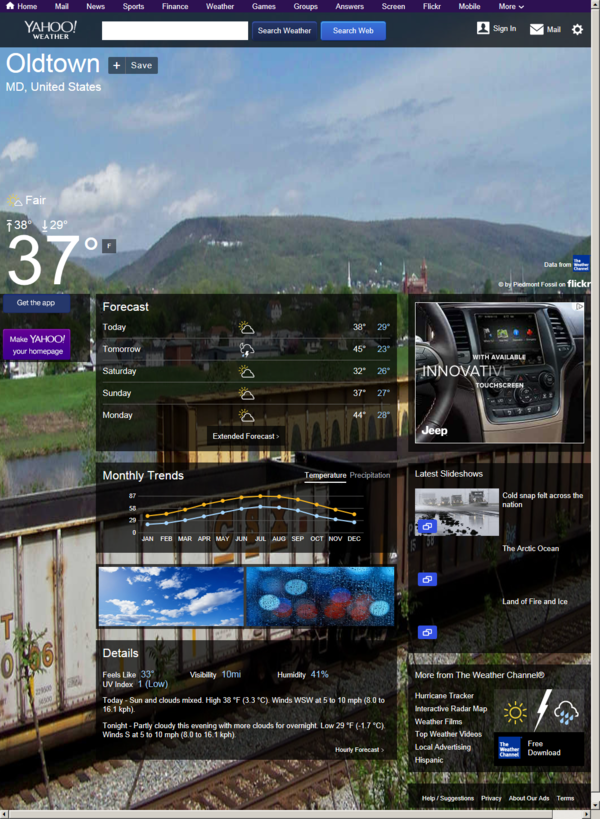 Home Mail News Sports Finance Weather Games Groups Answers Screen Flickr Mobile More
YAHOO! WEATHER
Search Weather Search Web Sign In Mail
Oldtown + Save
MD, United States
Fair
38° 29°
37° F
Data from The Weather Channel
© by Piedmont Fossil on flickr
Get the app
Make YAHOO! your homepage
Forecast
Today 38° 29°
Tomorrow 45° 23°
Saturday 32° 26°
Sunday 37° 27°
Monday 44° 28°
Extended Forecast ›
WITH AVAILABLE
INNOVATIVE
TOUCHSCREEN
Jeep
Monthly Trends Temperature Precipitation
87
58
29
0
JAN FEB MAR APR MAY JUN JUL AUG SEP OCT NOV DEC
Latest Slideshows
Cold snap felt across the nation
The Arctic Ocean
Land of Fire and Ice
Details
Feels Like 33° Visibility 10mi Humidity 41%
UV Index 1 (Low)
Today - Sun and clouds mixed. High 38 °F (3.3 °C). Winds WSW at 5 to 10 mph (8.0 to
16.1 kph).
Tonight - Partly cloudy this evening with more clouds for overnight. Low 29 °F (-1.7 °C).
Winds S at 5 to 10 mph (8.0 to 16.1 kph).
Hourly Forecast ›
More from The Weather Channel®
Hurricane Tracker
Interactive Radar Map
Weather Films
Top Weather Videos
Local Advertising
Hispanic
The Weather Channel
Free Download
Help / Suggestions Privacy About Our Ads Terms